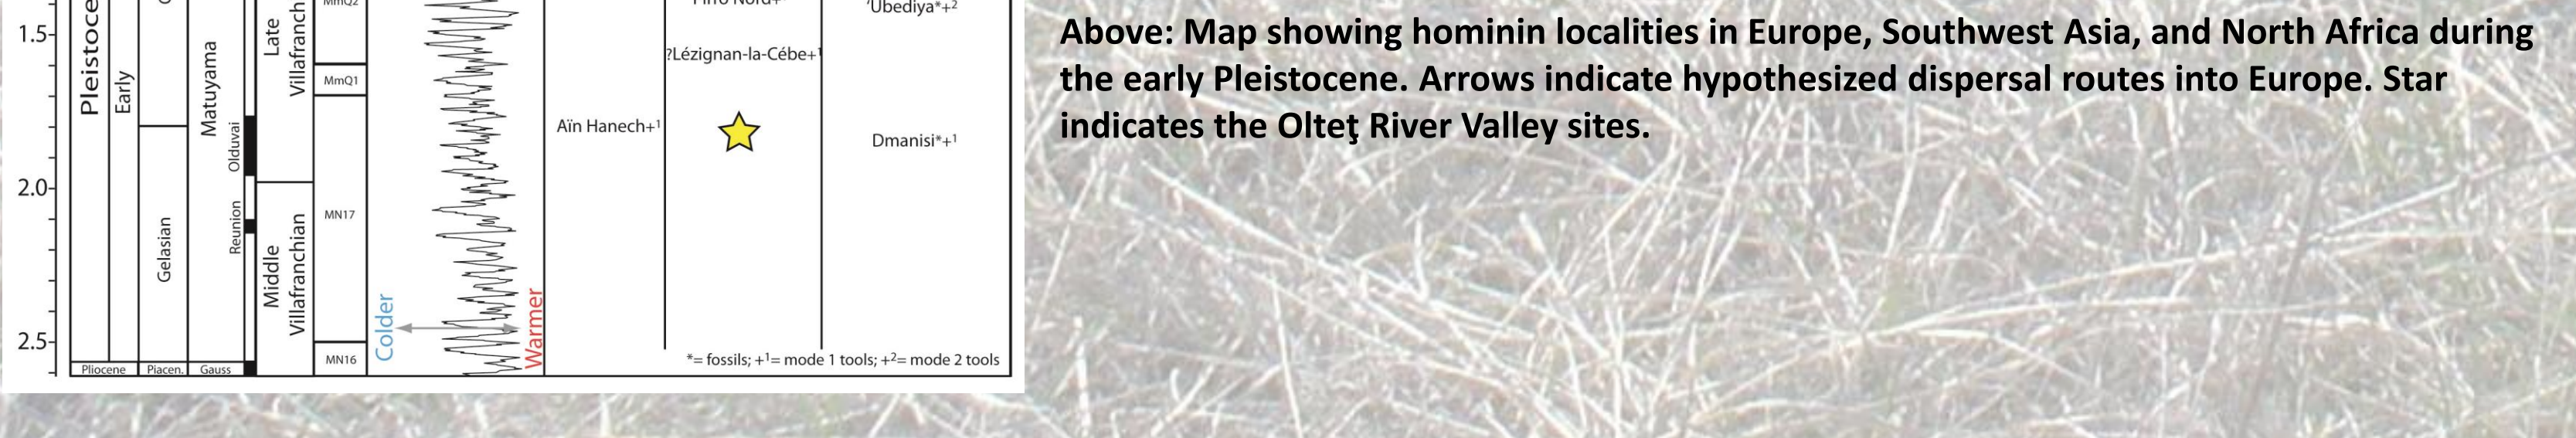 MmQ2
'Ubediya*+2
1.5
Pleistoce
Early
Matuyama
Late
Villafranch
?Lézignan-la-Cébe+1
MmQ1
Olduvai
Aïn Hanech+1
Dmanisi*+1
2.0
Reunion
MN17
Gelasian
Middle
Villafranchian
Colder
Warmer
2.5
MN16
*= fossils; +1= mode 1 tools; +2= mode 2 tools
Pliocene
Piacen.
Gauss
Above: Map showing hominin localities in Europe, Southwest Asia, and North Africa during
the early Pleistocene. Arrows indicate hypothesized dispersal routes into Europe. Star
indicates the Olteţ River Valley sites.